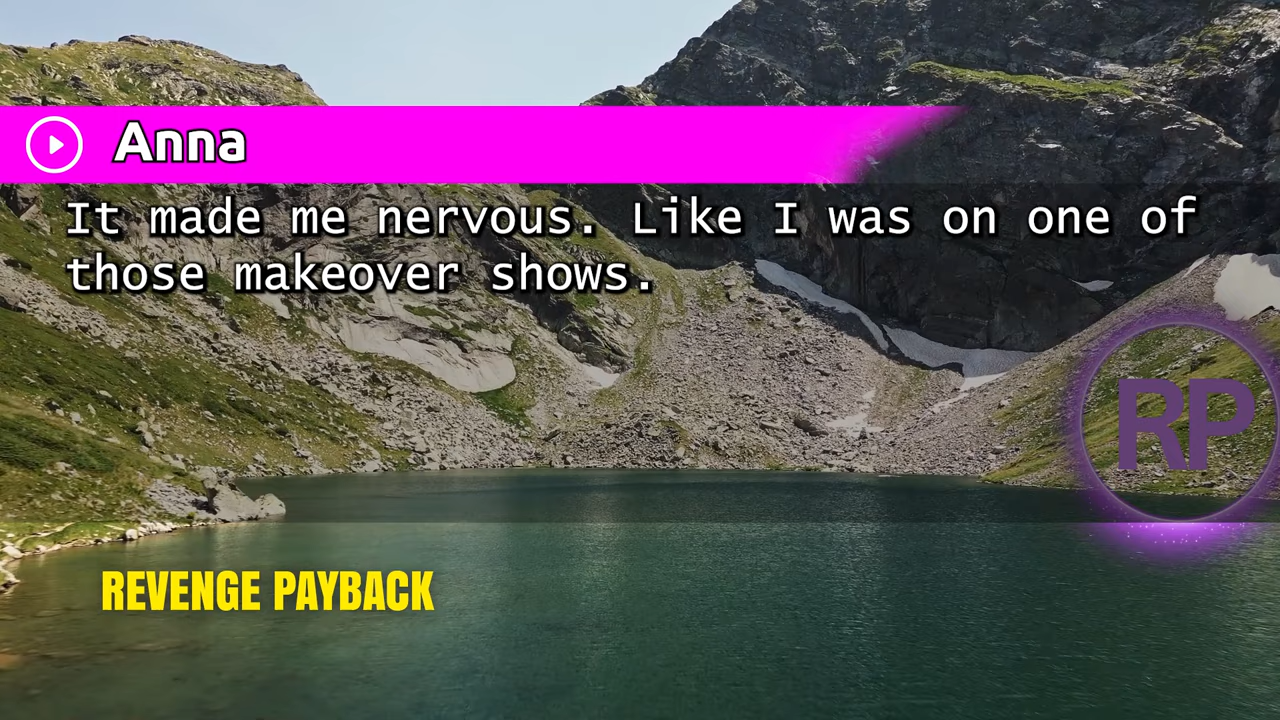 Anna
It made me nervous. Like I was on one of
those makeover shows.
RP
REVENGE PAYBACK